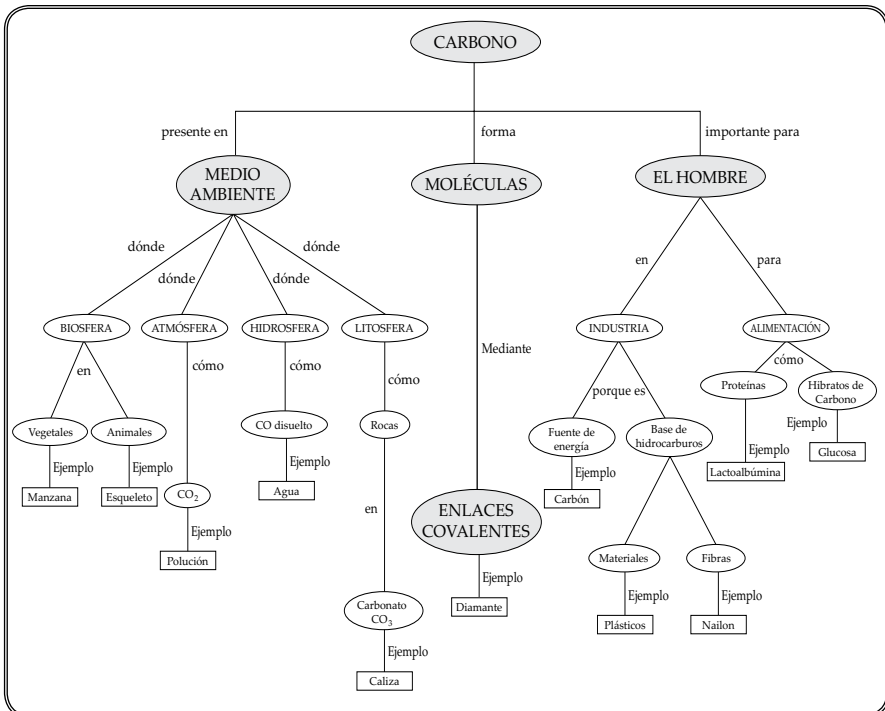 CARBONO
presente en
forma
importante para
MEDIO
AMBIENTE
MOLÉCULAS
EL HOMBRE
dónde
dónde
dónde
dónde
en
para
BIOSFERA
ATMÓSFERA
HIDROSFERA
LITOSFERA
INDUSTRIA
ALIMENTACIÓN
Mediante
en
cómo
cómo
cómo
porque es
cómo
Proteínas
Hibratos de
Carbono
Vegetales
Animales
CO disuelto
Rocas
Fuente de
energía
Base de
hidrocarburos
Ejemplo
Ejemplo
Ejemplo
Ejemplo
Ejemplo
Ejemplo
Manzana
Esqueleto
CO₂
Agua
Carbón
Lactoalbúmina
Glucosa
en
ENLACES
COVALENTES
Ejemplo
Polución
Materiales
Fibras
Ejemplo
Ejemplo
Ejemplo
Carbonato
CO₃
Diamante
Plásticos
Nailon
Ejemplo
Caliza